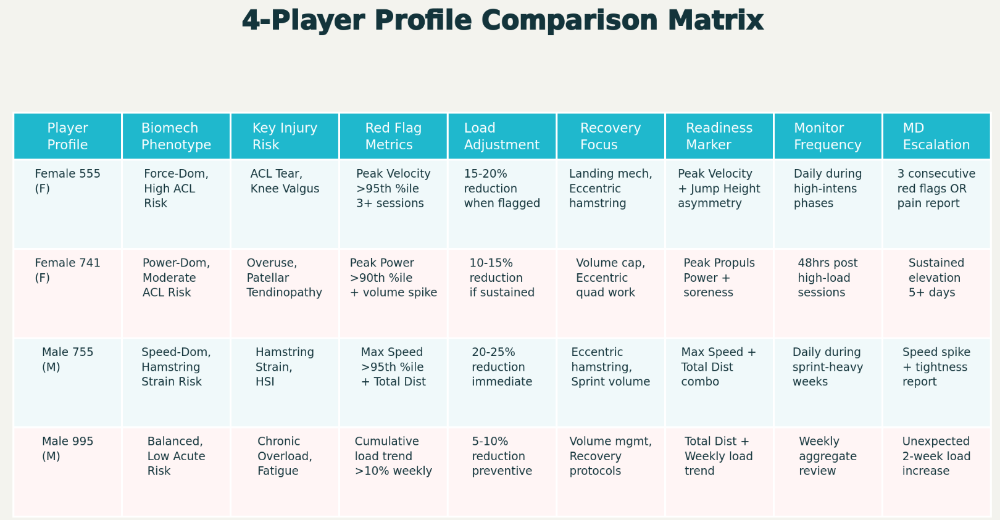 4-Player Profile Comparison Matrix
Player
Profile
Biomech
Phenotype
Key Injury
Risk
Red Flag
Metrics
Load
Adjustment
Recovery
Focus
Readiness
Marker
Monitor
Frequency
MD
Escalation
Female 555
(F)
Force-Dom,
High ACL
Risk
ACL Tear,
Knee Valgus
Peak Velocity
>95th %ile
3+ sessions
15-20%
reduction
when flagged
Landing mech,
Eccentric
hamstring
Peak Velocity
+ Jump Height
asymmetry
Daily during
high-intens
phases
3 consecutive
red flags OR
pain report
Female 741
(F)
Power-Dom,
Moderate
ACL Risk
Overuse,
Patellar
Tendinopathy
Peak Power
>90th %ile
+ volume spike
10-15%
reduction
if sustained
Volume cap,
Eccentric
quad work
Peak Propuls
Power +
soreness
48hrs post
high-load
sessions
Sustained
elevation
5+ days
Male 755
(M)
Speed-Dom,
Hamstring
Strain Risk
Hamstring
Strain,
HSI
Max Speed
>95th %ile
+ Total Dist
20-25%
reduction
immediate
Eccentric
hamstring,
Sprint volume
Max Speed +
Total Dist
combo
Daily during
sprint-heavy
weeks
Speed spike
+ tightness
report
Male 995
(M)
Balanced,
Low Acute
Risk
Chronic
Overload,
Fatigue
Cumulative
load trend
>10% weekly
5-10%
reduction
preventive
Volume mgmt,
Recovery
protocols
Total Dist +
Weekly load
trend
Weekly
aggregate
review
Unexpected
2-week load
increase